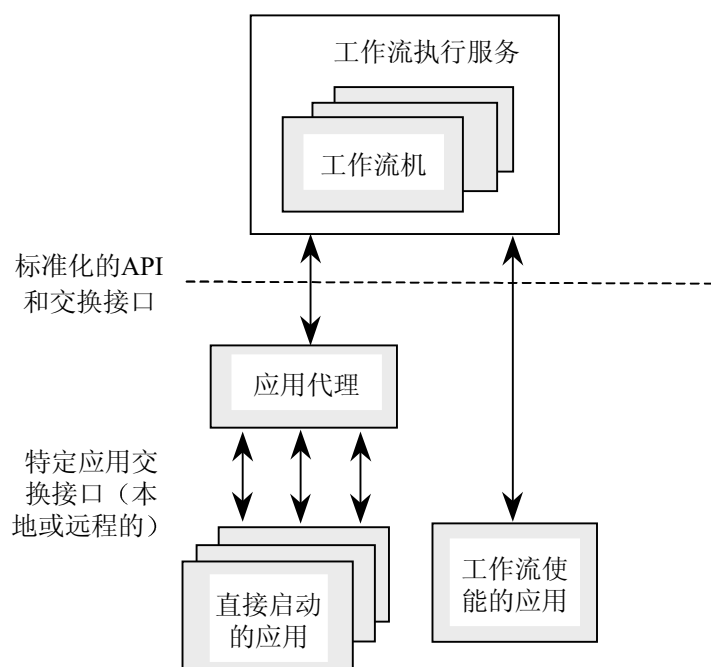 工作流执行服务
工作流机
标准化的API
和交换接口
应用代理
特定应用交
换接口（本
地或远程的）
直接启动
的应用
工作流使
能的应用